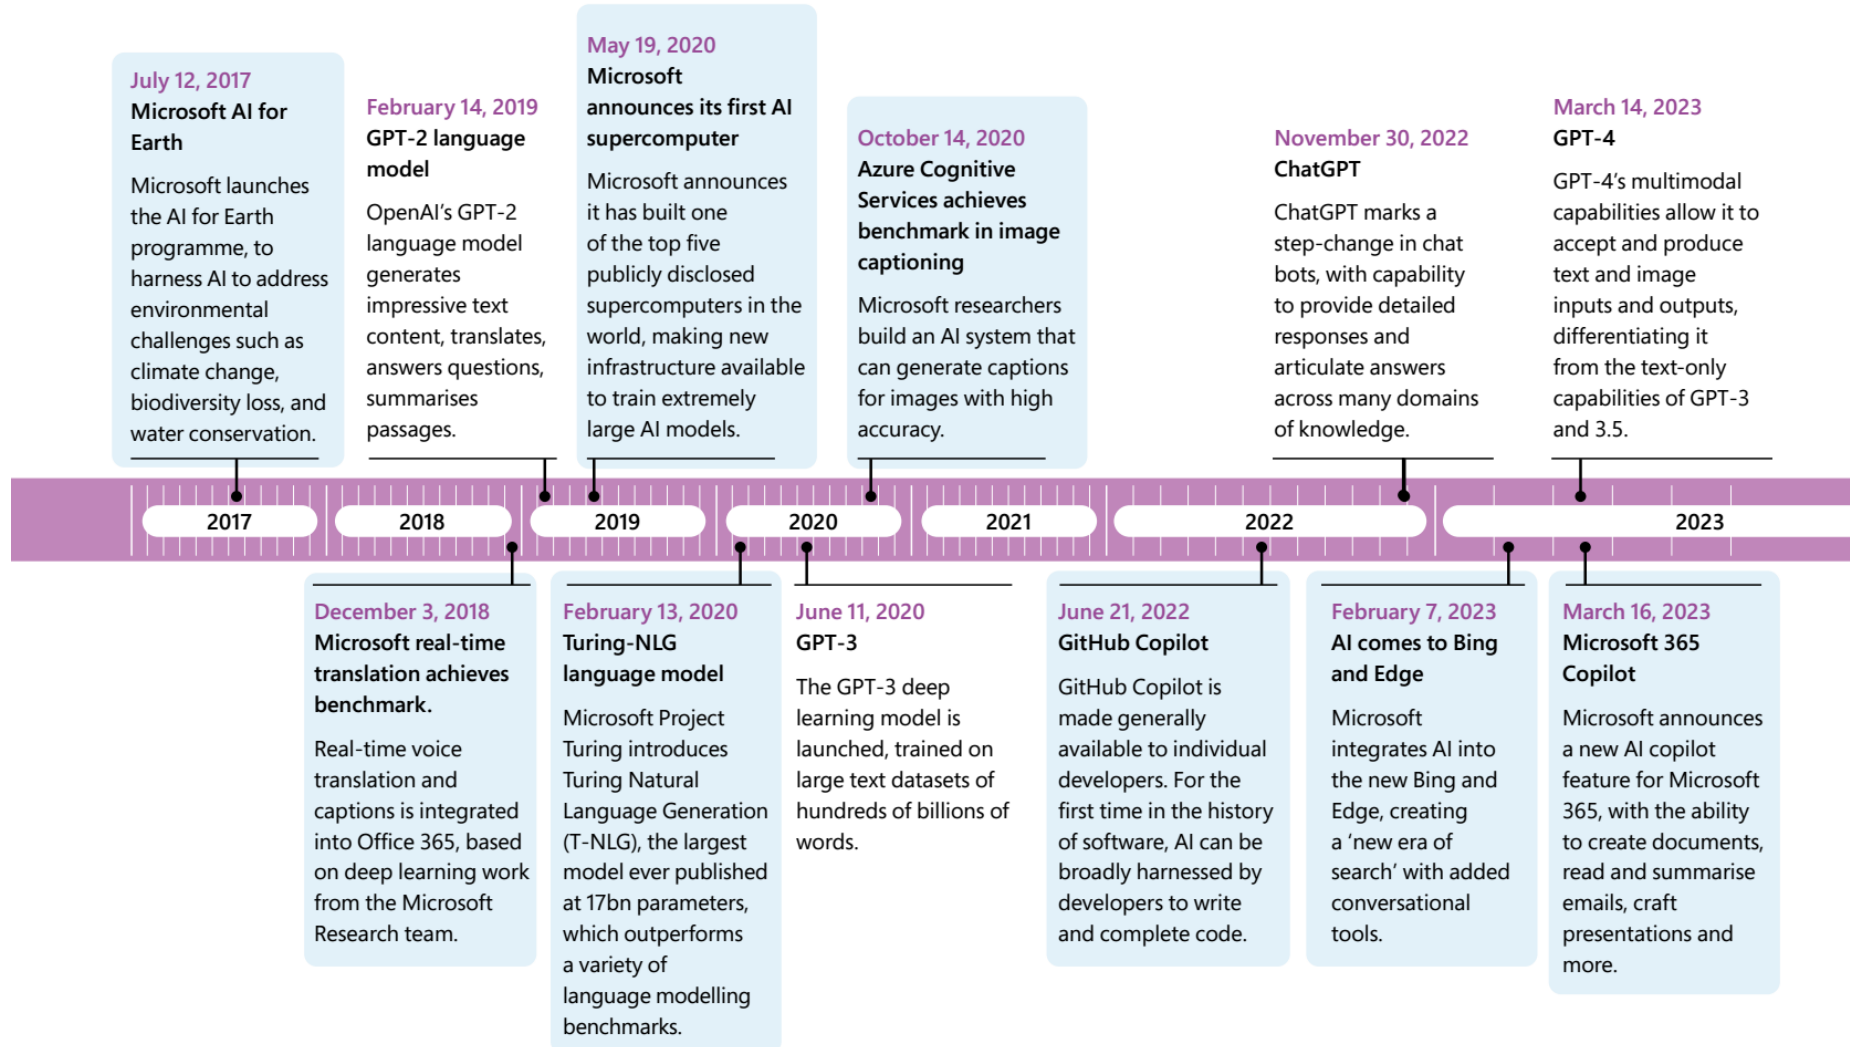 July 12, 2017
Microsoft AI for
Earth
Microsoft launches
the AI for Earth
programme, to
harness AI to address
environmental
challenges such as
climate change,
biodiversity loss, and
water conservation.
February 14, 2019
GPT-2 language
model
OpenAI's GPT-2
language model
generates
impressive text
content, translates,
answers questions,
summarises
passages.
May 19, 2020
Microsoft
announces its first AI
supercomputer
Microsoft announces
it has built one
of the top five
publicly disclosed
supercomputers in the
world, making new
infrastructure available
to train extremely
large AI models.
October 14, 2020
Azure Cognitive
Services achieves
benchmark in image
captioning
Microsoft researchers
build an AI system that
can generate captions
for images with high
accuracy.
November 30, 2022
ChatGPT
ChatGPT marks a
step-change in chat
bots, with capability
to provide detailed
responses and
articulate answers
across many domains
of knowledge.
March 14, 2023
GPT-4
GPT-4's multimodal
capabilities allow it to
accept and produce
text and image
inputs and outputs,
differentiating it
from the text-only
capabilities of GPT-3
and 3.5.
2017
2018
2019
2020
2021
2022
2023
December 3, 2018
Microsoft real-time
translation achieves
benchmark.
Real-time voice
translation and
captions is integrated
into Office 365, based
on deep learning work
from the Microsoft
Research team.
February 13, 2020
Turing-NLG
language model
Microsoft Project
Turing introduces
Turing Natural
Language Generation
(T-NLG), the largest
model ever published
at 17bn parameters,
which outperforms
a variety of
language modelling
benchmarks.
June 11, 2020
GPT-3
The GPT-3 deep
learning model is
launched, trained on
large text datasets of
hundreds of billions of
words.
June 21, 2022
GitHub Copilot
GitHub Copilot is
made generally
available to individual
developers. For the
first time in the history
of software, AI can be
broadly harnessed by
developers to write
and complete code.
February 7, 2023
AI comes to Bing
and Edge
Microsoft
integrates AI into
the new Bing and
Edge, creating
a 'new era of
search' with added
conversational
tools.
March 16, 2023
Microsoft 365
Copilot
Microsoft announces
a new AI copilot
feature for Microsoft
365, with the ability
to create documents,
read and summarise
emails, craft
presentations and
more.